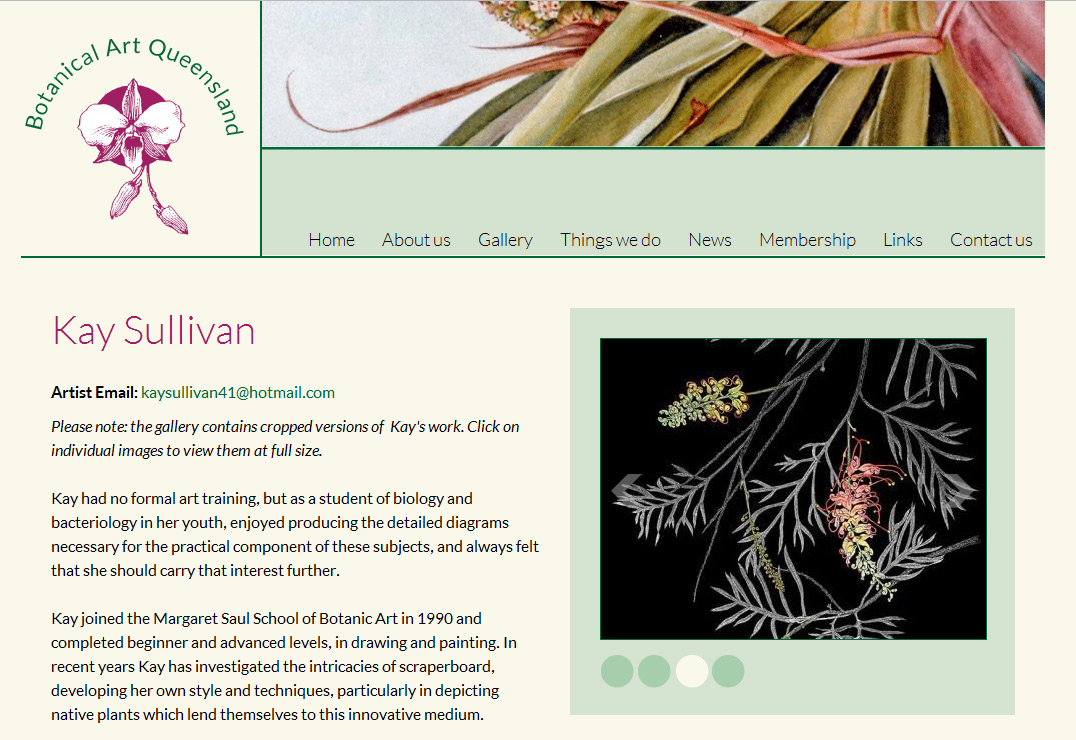 Botanical Art Queensland
Home About us Gallery Things we do News Membership Links Contact us
Kay Sullivan
Artist Email: kaysullivan41@hotmail.com
Please note: the gallery contains cropped versions of Kay's work. Click on
individual images to view them at full size.
Kay had no formal art training, but as a student of biology and
bacteriology in her youth, enjoyed producing the detailed diagrams
necessary for the practical component of these subjects, and always felt
that she should carry that interest further.
Kay joined the Margaret Saul School of Botanic Art in 1990 and
completed beginner and advanced levels, in drawing and painting. In
recent years Kay has investigated the intricacies of scraperboard,
developing her own style and techniques, particularly in depicting
native plants which lend themselves to this innovative medium.